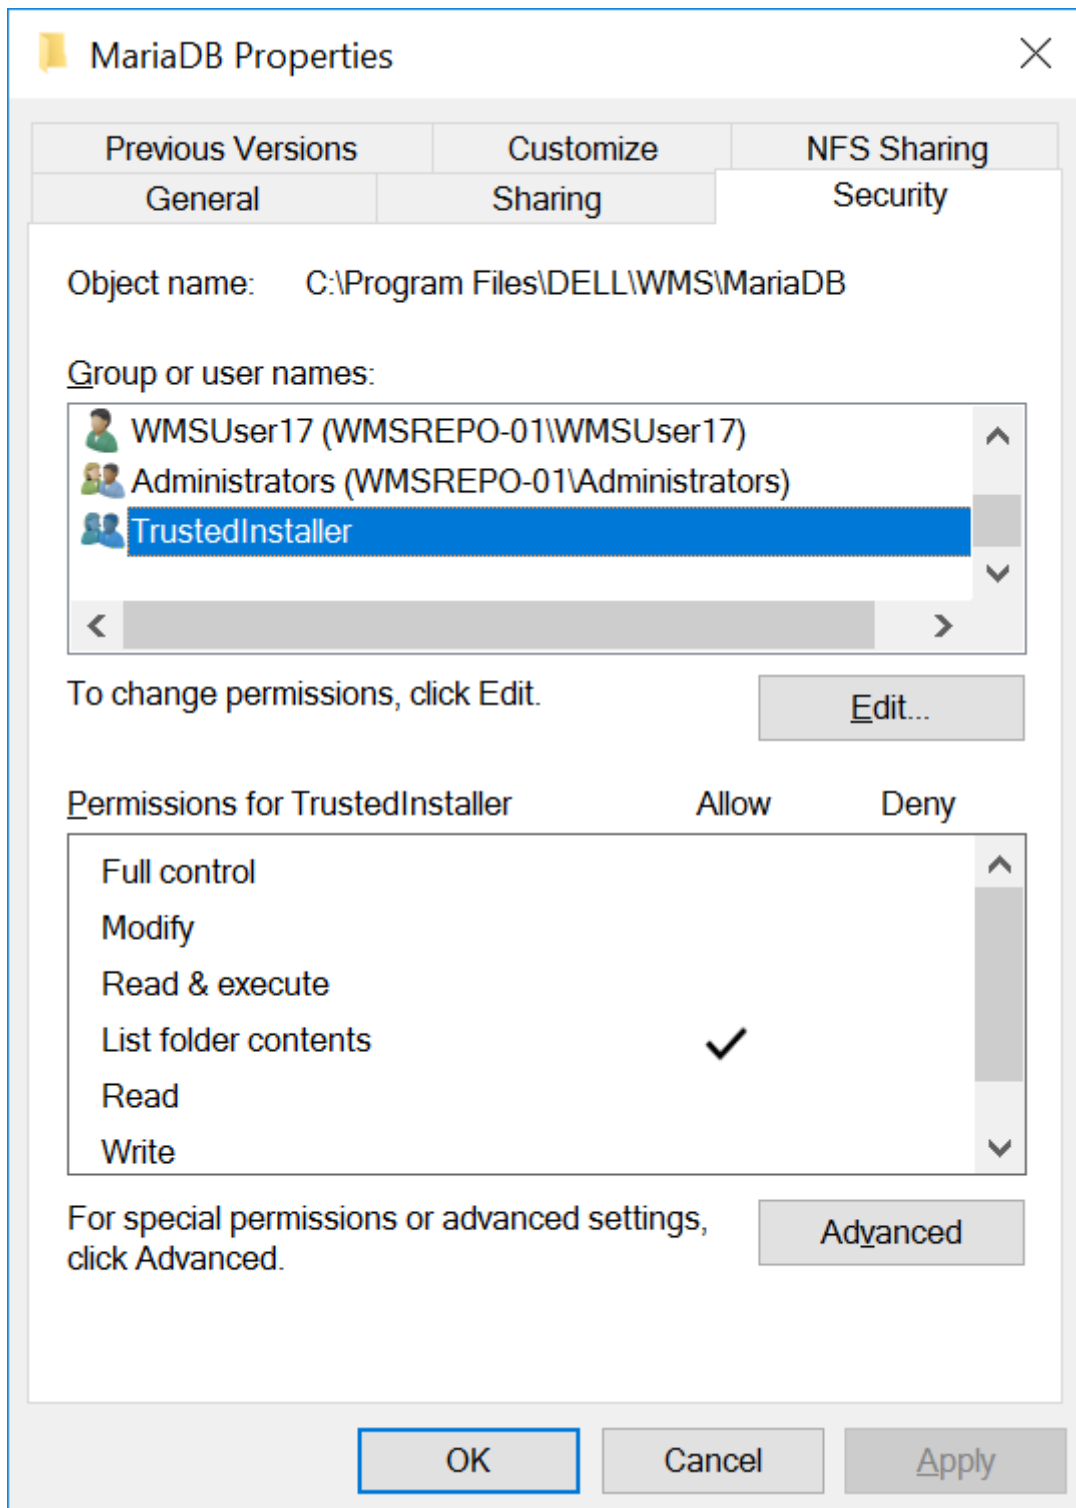 MariaDB Properties
Previous Versions Customize NFS Sharing
General Sharing Security
Object name: C:\Program Files\DELL\WMS\MariaDB
Group or user names:
WMSUser17 (WMSREPO-01\WMSUser17)
Administrators (WMSREPO-01\Administrators)
TrustedInstaller
To change permissions, click Edit.
Edit...
Permissions for TrustedInstaller Allow Deny
Full control
Modify
Read & execute
List folder contents
Read
Write
For special permissions or advanced settings,
click Advanced.
Advanced
OK Cancel Apply